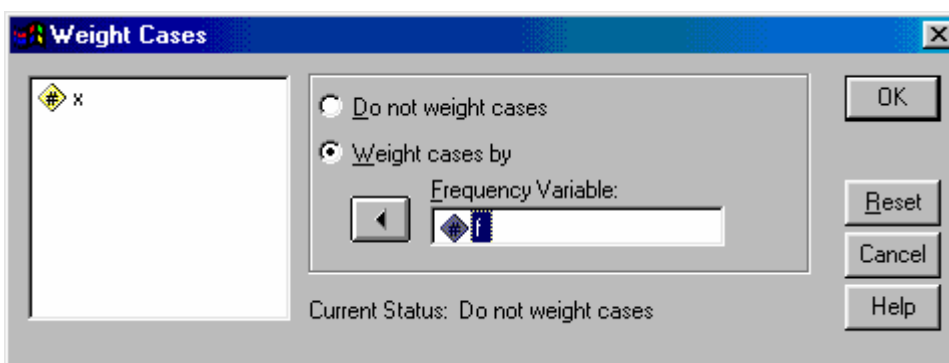 Weight Cases
# x
Do not weight cases
Weight cases by
Frequency Variable:
# f
Current Status: Do not weight cases
OK
Reset
Cancel
Help